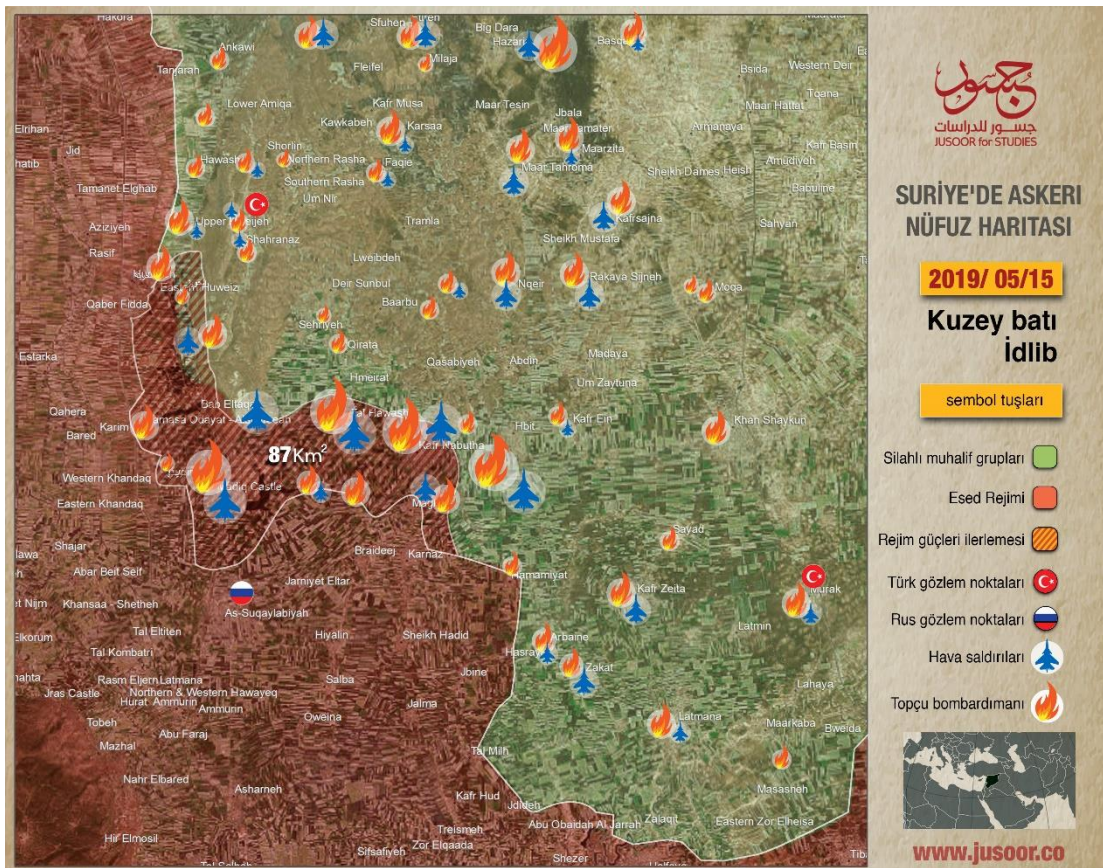 جسور
جسور للدراسات
JUSOOR for STUDIES
SURİYE'DE ASKERI
NÜFUZ HARITASI
2019/ 05/15
Kuzey batı
İdlib
sembol tuşları
Silahlı muhalif grupları
Esed Rejimi
Rejim güçleri ilerlemesi
Türk gözlem noktaları
Rus gözlem noktaları
Hava saldırıları
Topçu bombardımanı
www.jusoor.co
Hakora
Sfuhen
Big Dara
Hazari
Ankawi
Milaja
Fleifel
Tanjarah
Bsida
Western Deir
Tqana
Lower Amiqa
Kafr Musa
Maar Tesin
Maar Hattat
Jbala
Elrihan
Kawkabeh
Karsaa
Armanaya
Jid
Shorlin
Maarzita
Kafr Basin
Northern Rasha
Faqie
Amudiyeh
Southern Rasha
Maar Tahroma
Sheikh Dames
Heish
Tamanet Elghab
Um Nir
Babuline
Aziziyeh
Tramla
Kafrsajna
Sahyan
Shahranaz
Sheikh Mustafa
Rasif
Lweibdeh
Rakaya Sijneh
Deir Sunbul
Nqeir
Moqa
Qaber Fidda
Baarbu
Sehriyeh
Estarka
Qirata
Qasabiyeh
Abdin
Madaya
Hmeirat
Um Zaytuna
Qahera
Tal Hawash
Karim
Hbit
Kafr Ein
Khan Shaykun
Bared
Kafr Nabutha
87Km²
Western Khandaq
Eastern Khandaq
Sayad
Shajar
Braideej
Karnaz
Abar Beit Seif
Hamamiyat
Jamiyet Eltar
Kafr Zeita
Murak
Khansaa - Shetheh
As-Suqaylabiyah
Latmin
Elkorum
Tal Eltiten
Hiyalin
Sheikh Hadid
Arbaine
Tal Kombatri
Zakat
Jbine
Rasm Eljern
Latmana
Salba
Lahaya
Jras Castle
Northern & Western Hawayeq
Hurat Ammurin
Ammurin
Jalma
Tobeh
Qweina
Latmana
Maarkaba
Bweida
Abu Faraj
Mazhal
Tal Milh
Nahr Elbared
Asharneh
Kafr Hud
Masasneh
Jdideh
Zalaqit
Eastern Zor Elheisa
Abu Obaidah Al Jarrah
Treismeh
Hir Elmosil
Zor Elqaada
Sifsafiyeh
Shezer